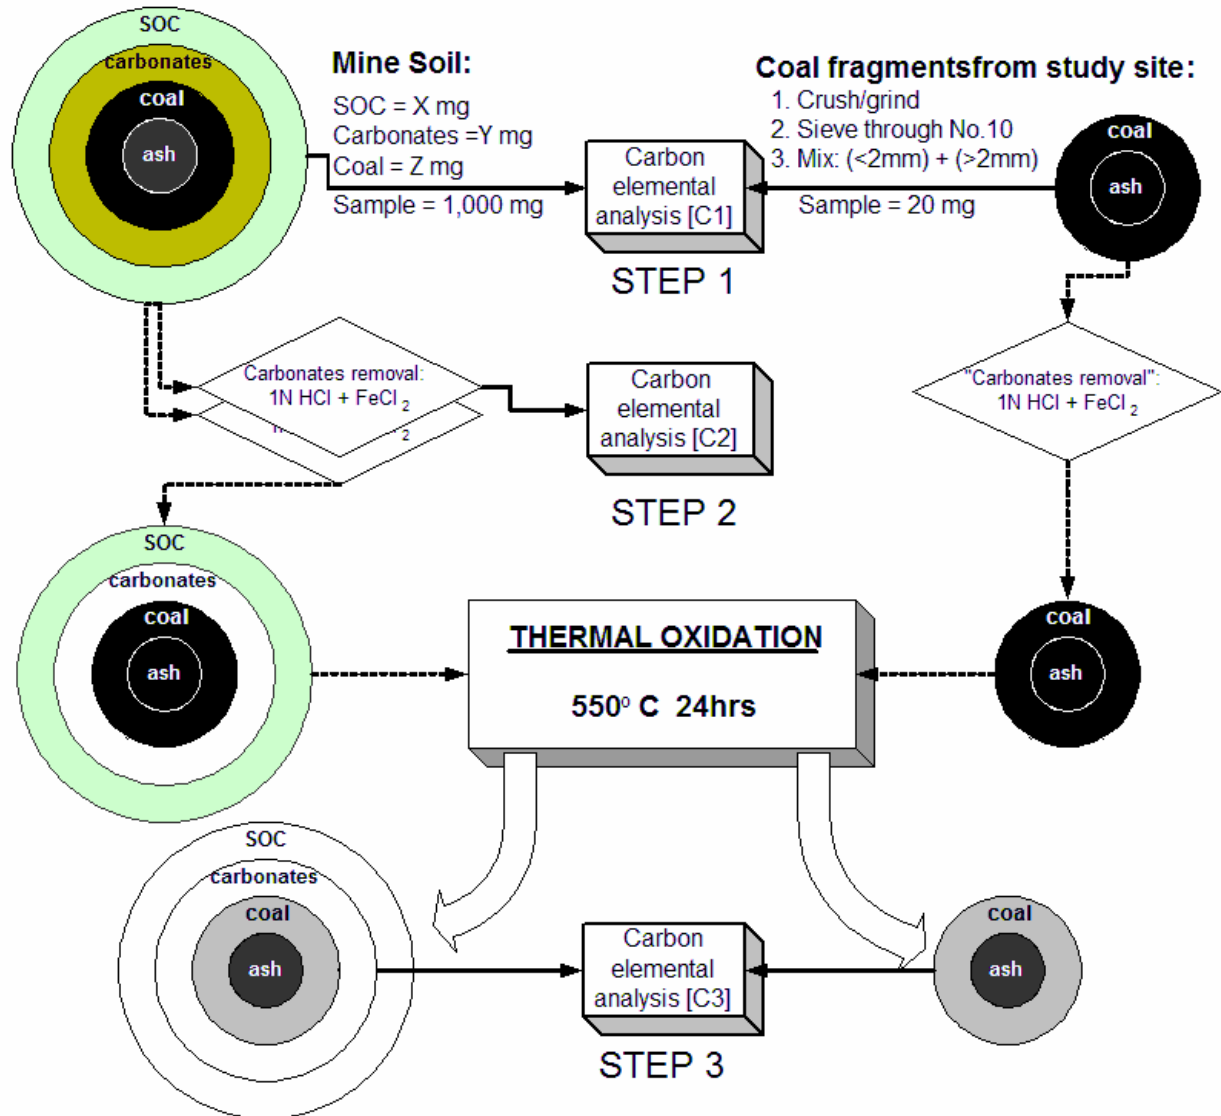 SOC
carbonates
coal
ash
Mine Soil:
SOC = X mg
Carbonates =Y mg
Coal = Z mg
Sample = 1,000 mg
Carbon
elemental
analysis [C1]
STEP 1
Coal fragmentsfrom study site:
1. Crush/grind
2. Sieve through No.10
3. Mix: (<2mm) + (>2mm)
Sample = 20 mg
coal
ash
Carbonates removal:
1N HCl + FeCl 2
2
Carbon
elemental
analysis [C2]
STEP 2
"Carbonates removal":
1N HCl + FeCl 2
SOC
carbonates
coal
ash
THERMAL OXIDATION
550º C 24hrs
coal
ash
SOC
carbonates
coal
ash
Carbon
elemental
analysis [C3]
STEP 3
coal
ash